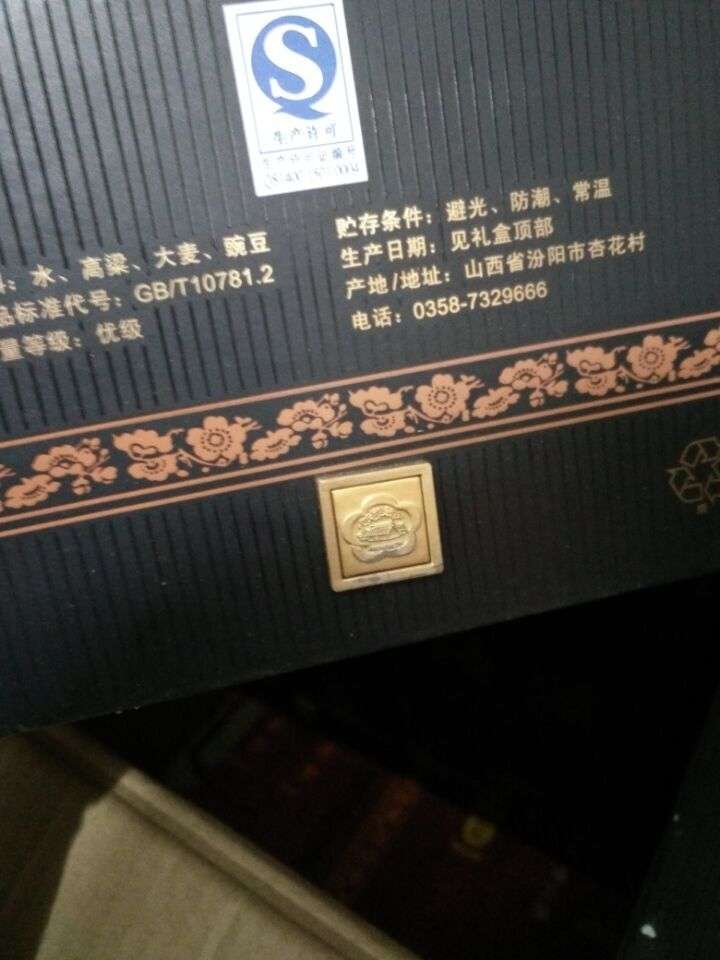 S
生产许可
贮存条件：避光、防潮、常温
生产日期：见礼盒顶部
产地/地址：山西省汾阳市杏花村
电话：0358-7329666
：水、高粱、大麦、豌豆
品标准代号：GB/T10781.2
量等级：优级